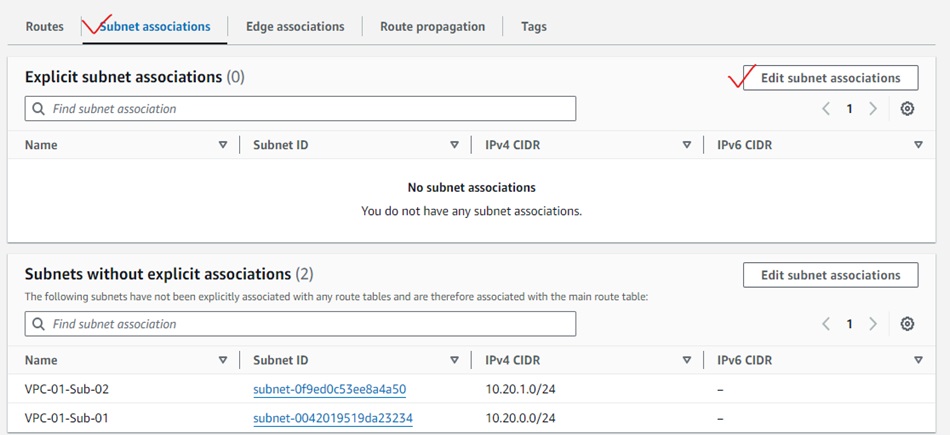 Routes Subnet associations Edge associations Route propagation Tags
Explicit subnet associations (0) Edit subnet associations
Find subnet association
1
Name Subnet ID IPv4 CIDR IPv6 CIDR
No subnet associations
You do not have any subnet associations.
Subnets without explicit associations (2) Edit subnet associations
The following subnets have not been explicitly associated with any route tables and are therefore associated with the main route table:
Find subnet association
1
Name Subnet ID IPv4 CIDR IPv6 CIDR
VPC-01-Sub-02 subnet-0f9ed0c53ee8a4a50 10.20.1.0/24 –
VPC-01-Sub-01 subnet-0042019519da23234 10.20.0.0/24 –